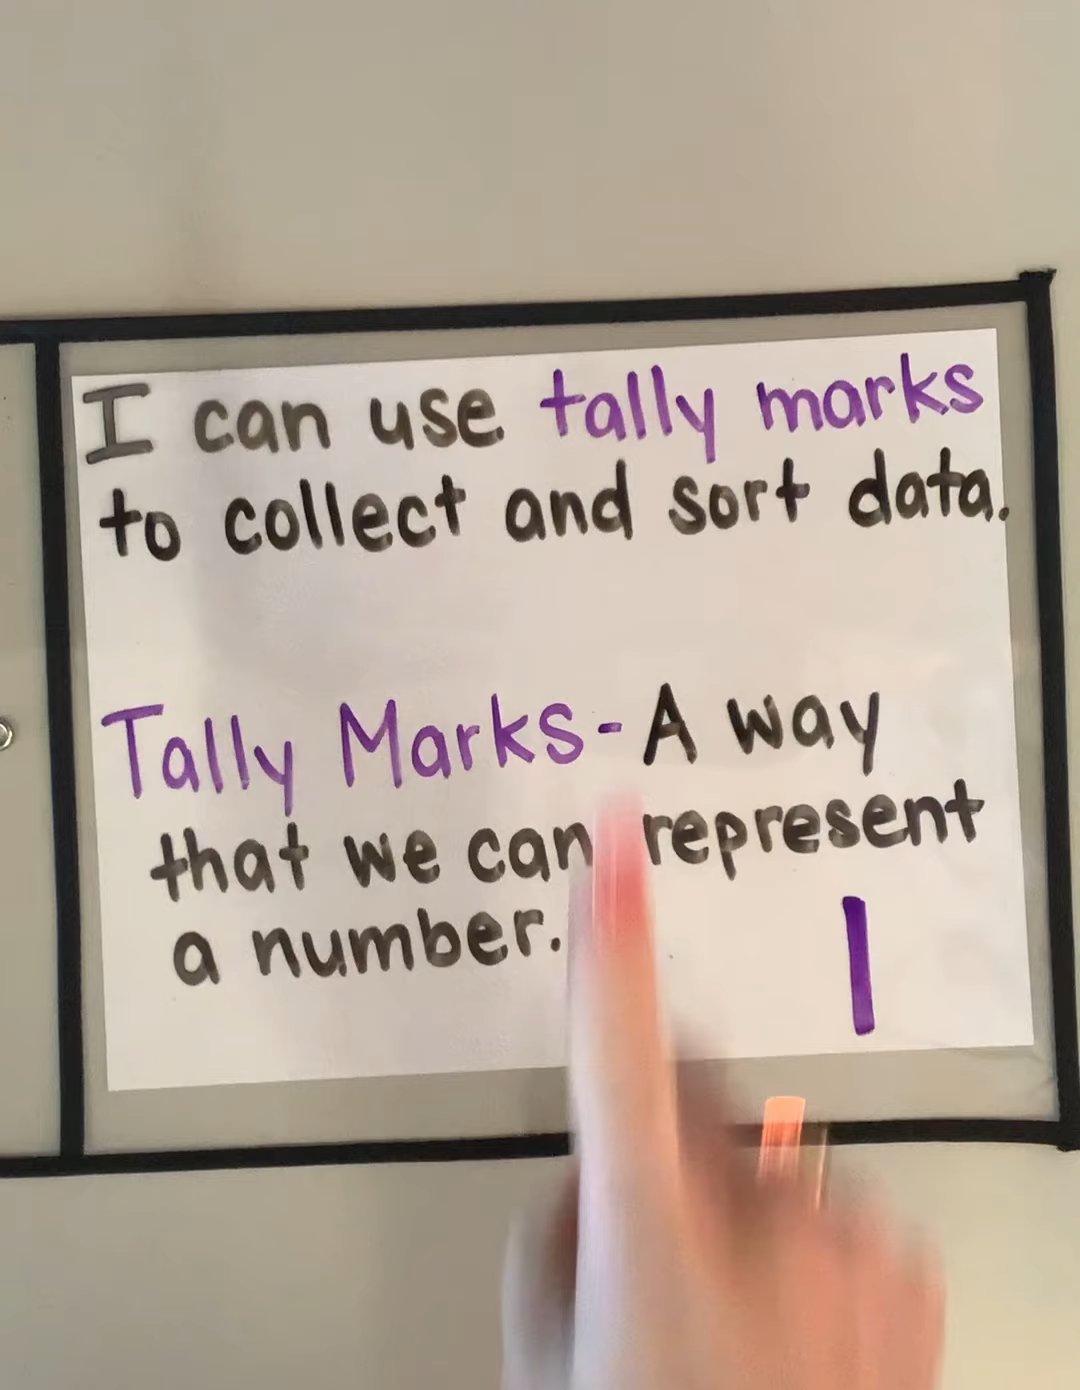 I can use tally marks
to collect and sort data.
Tally Marks - A way
that we can represent
a number.
|